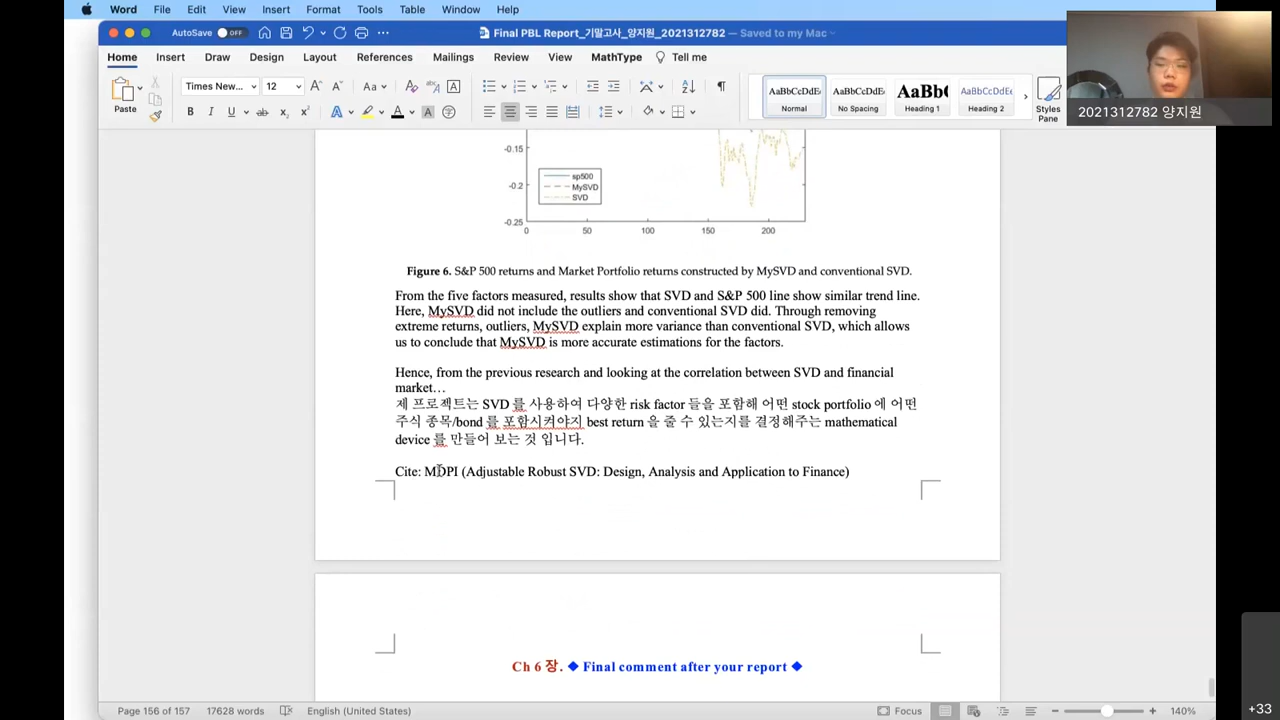 Word File Edit View Insert Format Tools Table Window Help
AutoSave OFF Final PBL Report_기말고사_양지원_2021312782 — Saved to my Mac
Home Insert Draw Design Layout References Mailings Review View MathType Tell me
Paste Times New... 12 AaBbCcDdEe AaBbCcDdEe AaBb( AaBbCcDdEe
Normal No Spacing Heading 1 Heading 2 Styles Pane
2021312782 양지원
-0.15
-0.2
-0.25
sp500
MySVD
SVD
0 50 100 150 200
Figure 6. S&P 500 returns and Market Portfolio returns constructed by MySVD and conventional SVD.
From the five factors measured, results show that SVD and S&P 500 line show similar trend line.
Here, MySVD did not include the outliers and conventional SVD did. Through removing
extreme returns, outliers, MySVD explain more variance than conventional SVD, which allows
us to conclude that MySVD is more accurate estimations for the factors.
Hence, from the previous research and looking at the correlation between SVD and financial
market…
제 프로젝트는 SVD 를 사용하여 다양한 risk factor 들을 포함해 어떤 stock portfolio 에 어떤
주식 종목/bond 를 포함시켜야지 best return 을 줄 수 있는지를 결정해주는 mathematical
device 를 만들어 보는 것 입니다.
Cite: MDPI (Adjustable Robust SVD: Design, Analysis and Application to Finance)
Ch 6 장. ◆ Final comment after your report ◆
Page 156 of 157 17628 words English (United States) Focus 140%
+33